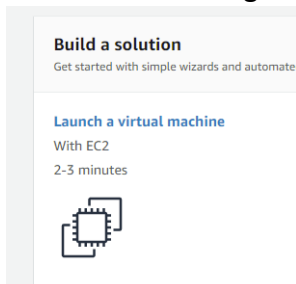 Build a solution
Get started with simple wizards and automate
Launch a virtual machine
With EC2
2-3 minutes